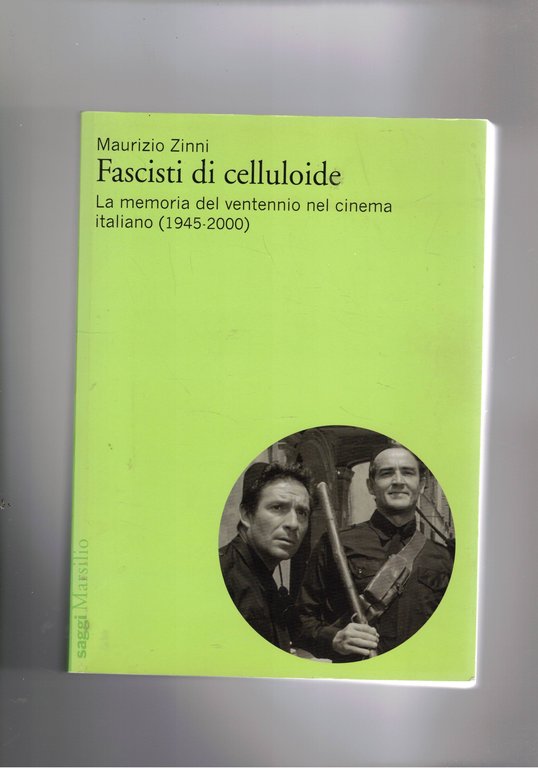 Maurizio Zinni
Fascisti di celluloide
La memoria del ventennio nel cinema
italiano (1945-2000)
saggi Marsilio